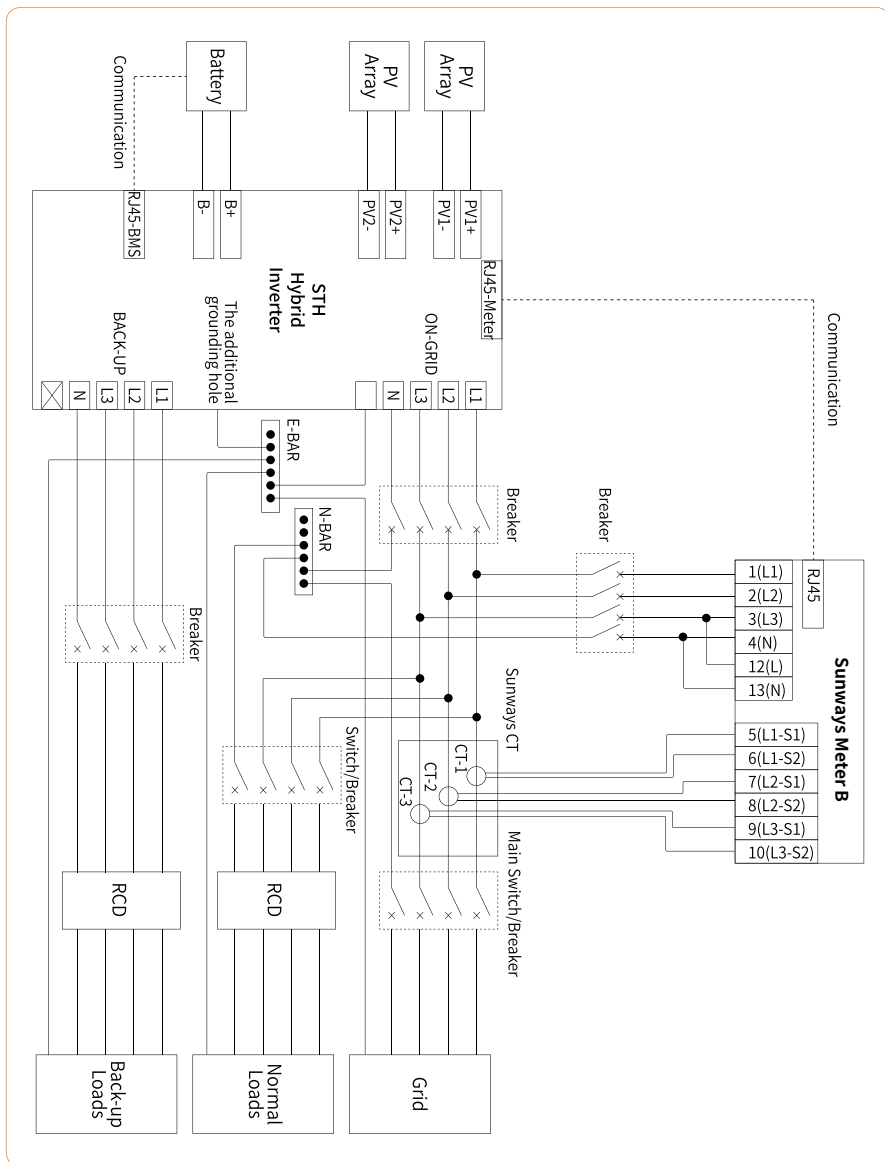 Battery
PV
Array
PV
Array
Communication
RJ45-BMS
B-
B+
PV2-
PV2+
PV1-
PV1+
RJ45-Meter
STH
Hybrid
Inverter
Communication
BACK-UP
The additional
grounding hole
ON-GRID
N
L3
L2
L1
N
L3
L2
L1
E-BAR
N-BAR
Breaker
Breaker
Breaker
RJ45
1(L1)
2(L2)
3(L3)
4(N)
12(L)
13(N)
Sunways Meter B
5(L1-S1)
6(L1-S2)
7(L2-S1)
8(L2-S2)
9(L3-S1)
10(L3-S2)
Sunways CT
CT-1
CT-2
CT-3
Switch/Breaker
Main Switch/Breaker
RCD
RCD
Back-up
Loads
Normal
Loads
Grid